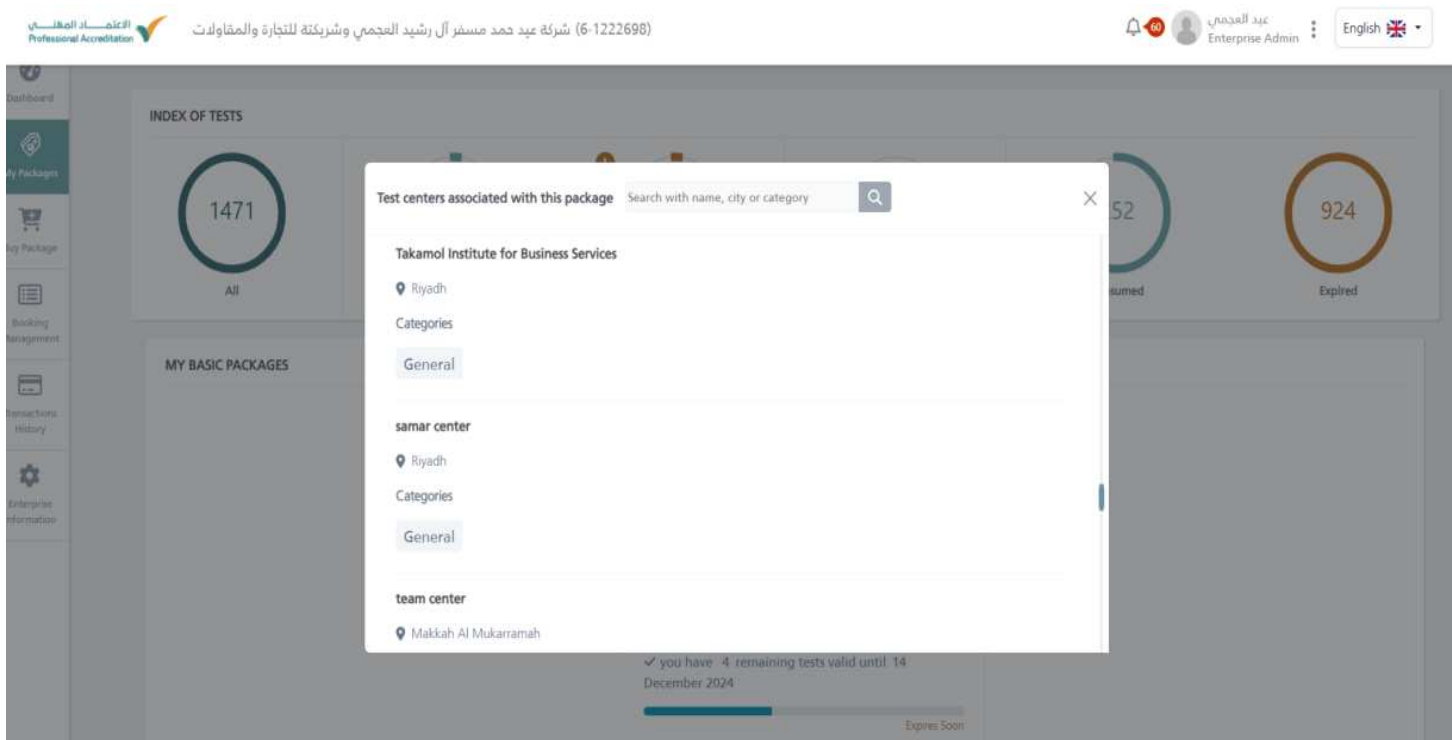 الاعتمـــاد المهنـــي
Professional Accreditation
(6-1222698) شركة عيد حمد مسفر آل رشيد العجمي وشريكتة للتجارة والمقاولات
60
عيد العجمي
Enterprise Admin
English
Dashboard
My Packages
Buy Package
Booking
Management
Transactions
History
Enterprise
Information
INDEX OF TESTS
1471
All
52
sumed
924
Expired
MY BASIC PACKAGES
Test centers associated with this package
Search with name, city or category
Takamol Institute for Business Services
Riyadh
Categories
General
samar center
Riyadh
Categories
General
team center
Makkah Al Mukarramah
you have 4 remaining tests valid until 14
December 2024
Expires Soon